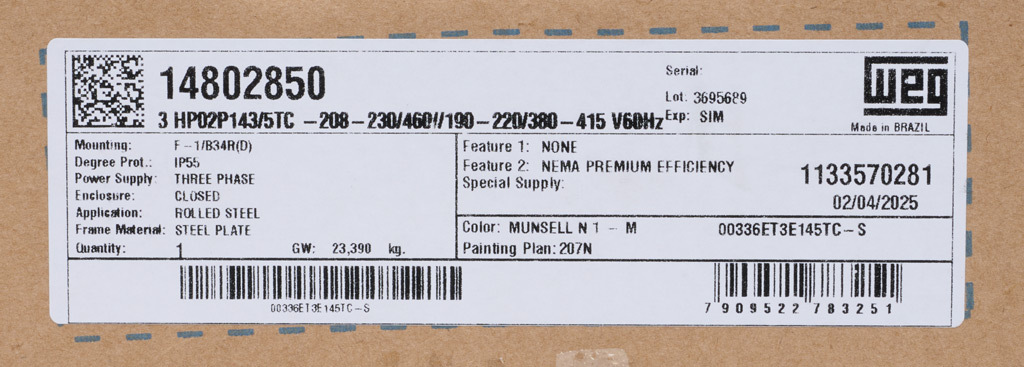 14802850
3 HP02P143/5TC -208-230/460//190-220/380-415 V60Hz
Serial:
Lot. 3695689
Exp: SIM
WEG
Made in BRAZIL
Mounting: F-1/B34R(D)
Degree Prot.: IP55
Power Supply: THREE PHASE
Enclosure: CLOSED
Application: ROLLED STEEL
Frame Material: STEEL PLATE
Quantity: 1 GW: 23,390 kg.
Feature 1: NONE
Feature 2: NEMA PREMIUM EFFICIENCY
Special Supply:
1133570281
02/04/2025
Color: MUNSELL N 1 - M
Painting Plan: 207N
00336ET3E145TC-S
00336ET3E145TC-S
7 909522 783251